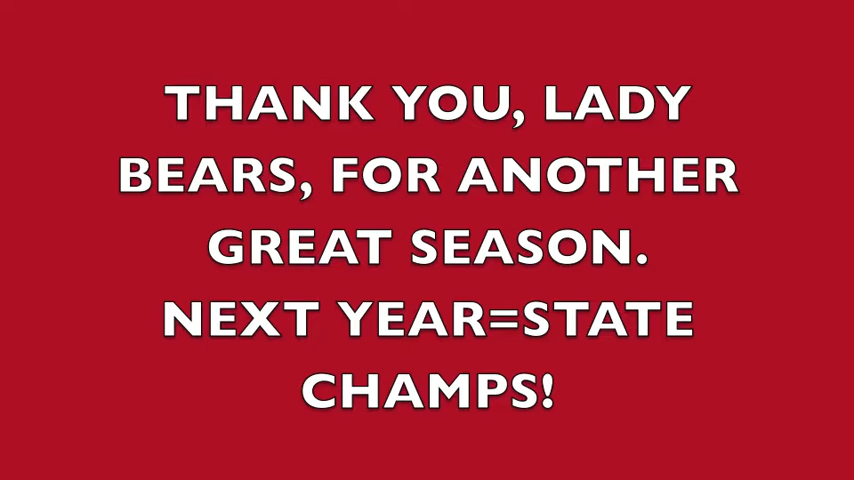 THANK YOU, LADY
BEARS, FOR ANOTHER
GREAT SEASON.
NEXT YEAR=STATE
CHAMPS!